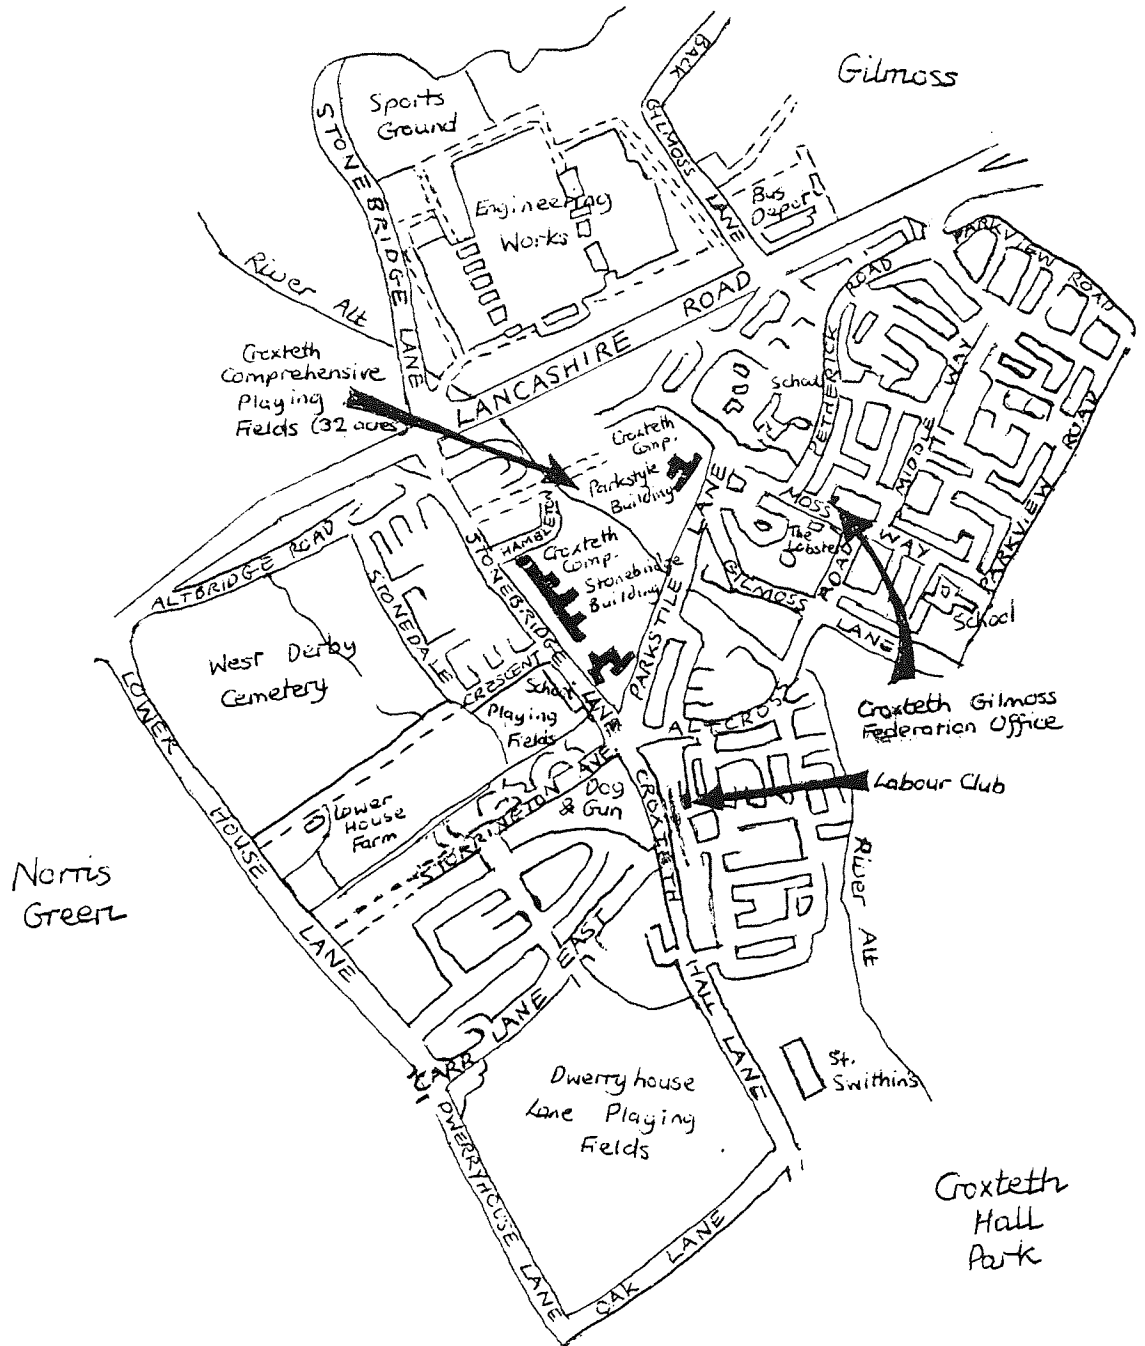 Gilmoss
BACK
GILMOSS
LANE
Sports
Ground
STONEBRIDGE LANE
Engineering
Works
Bus
Depot
River Alt
PARKVIEW ROAD
ROAD
PETHERICK
LANCASHIRE ROAD
Croxteth
Comprehensive
Playing
Fields (32 acres)
School
MIDDLE WAY
PARKVIEW ROAD
Croxteth
Comp.
Parkstyle
Building
MOSS WAY
The
Lobster
ROAD
GILMOSS
LANE
School
HAMBLETON
Croxteth
Comp.
Stonebridge
Building
STONEBRIDGE LANE
PARKSTILE LANE
ALTBRIDGE ROAD
STONEDALE
CRESCENT
West Derby
Cemetery
School
Playing
Fields
Croxteth Gilmoss
Federation Office
ALTCROSS
LOWER HOUSE LANE
Lower
House
Farm
STORRINGTON AVE
Dog
& Gun
Labour Club
CROXTETH HALL LANE
River Alt
Norris
Green
CARR LANE EAST
St.
Swithin's
Dwerryhouse
Lane Playing
Fields
DWERRYHOUSE LANE
OAK LANE
Croxteth
Hall
Park